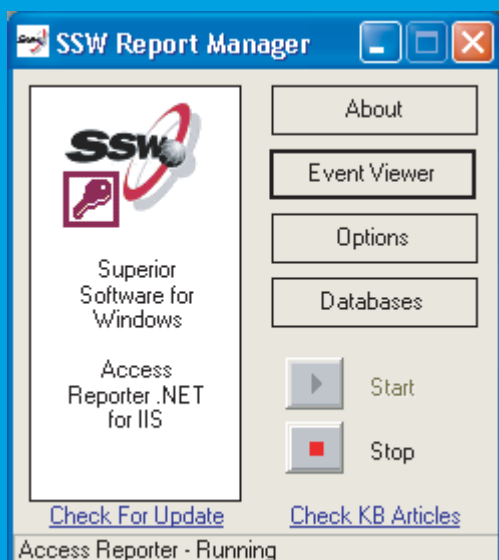 SSW Report Manager
SSW
Superior
Software for
Windows
Access
Reporter .NET
for IIS
About
Event Viewer
Options
Databases
Start
Stop
Check For Update
Check KB Articles
Access Reporter - Running